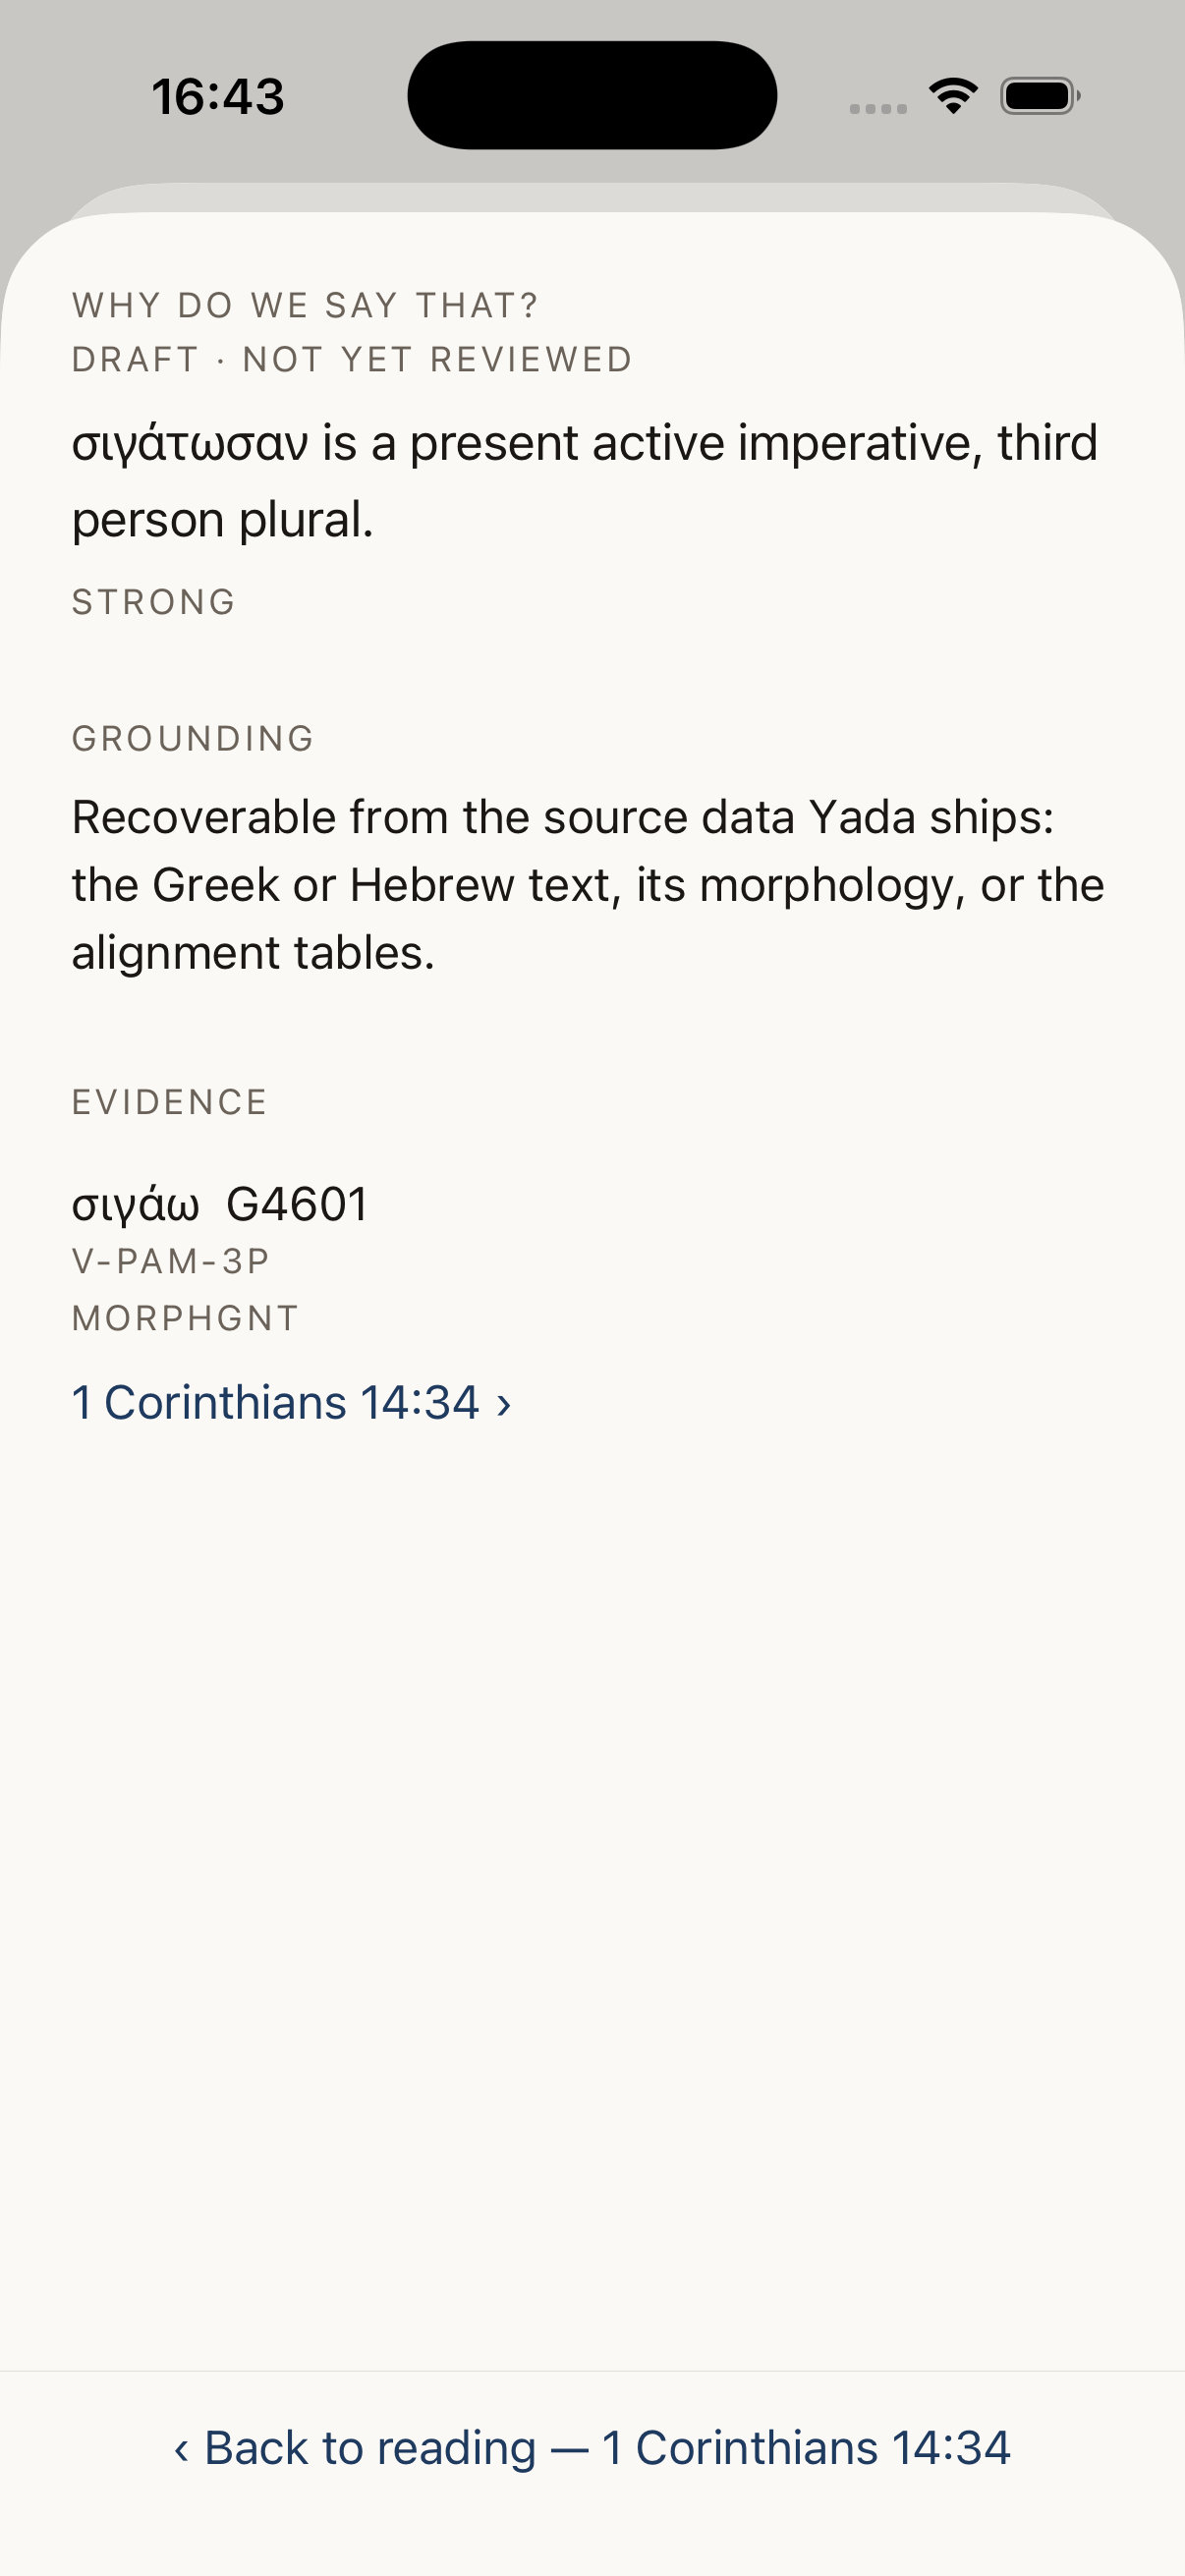 16:43
WHY DO WE SAY THAT?
DRAFT · NOT YET REVIEWED
σιγάτωσαν is a present active imperative, third
person plural.
STRONG
GROUNDING
Recoverable from the source data Yada ships:
the Greek or Hebrew text, its morphology, or the
alignment tables.
EVIDENCE
σιγάω G4601
V-PAM-3P
MORPHGNT
1 Corinthians 14:34 ›
‹ Back to reading — 1 Corinthians 14:34